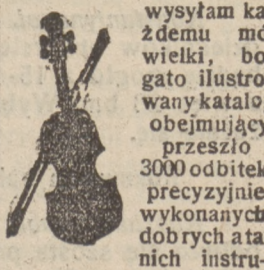 wysyłam ka
żdemu mó
wielki, bo
gato ilustro
wany katalo
obejmujący
przeszło
3000 odbitek
precyzyjnie
wykonanych
dobrych a ta
nich instru-